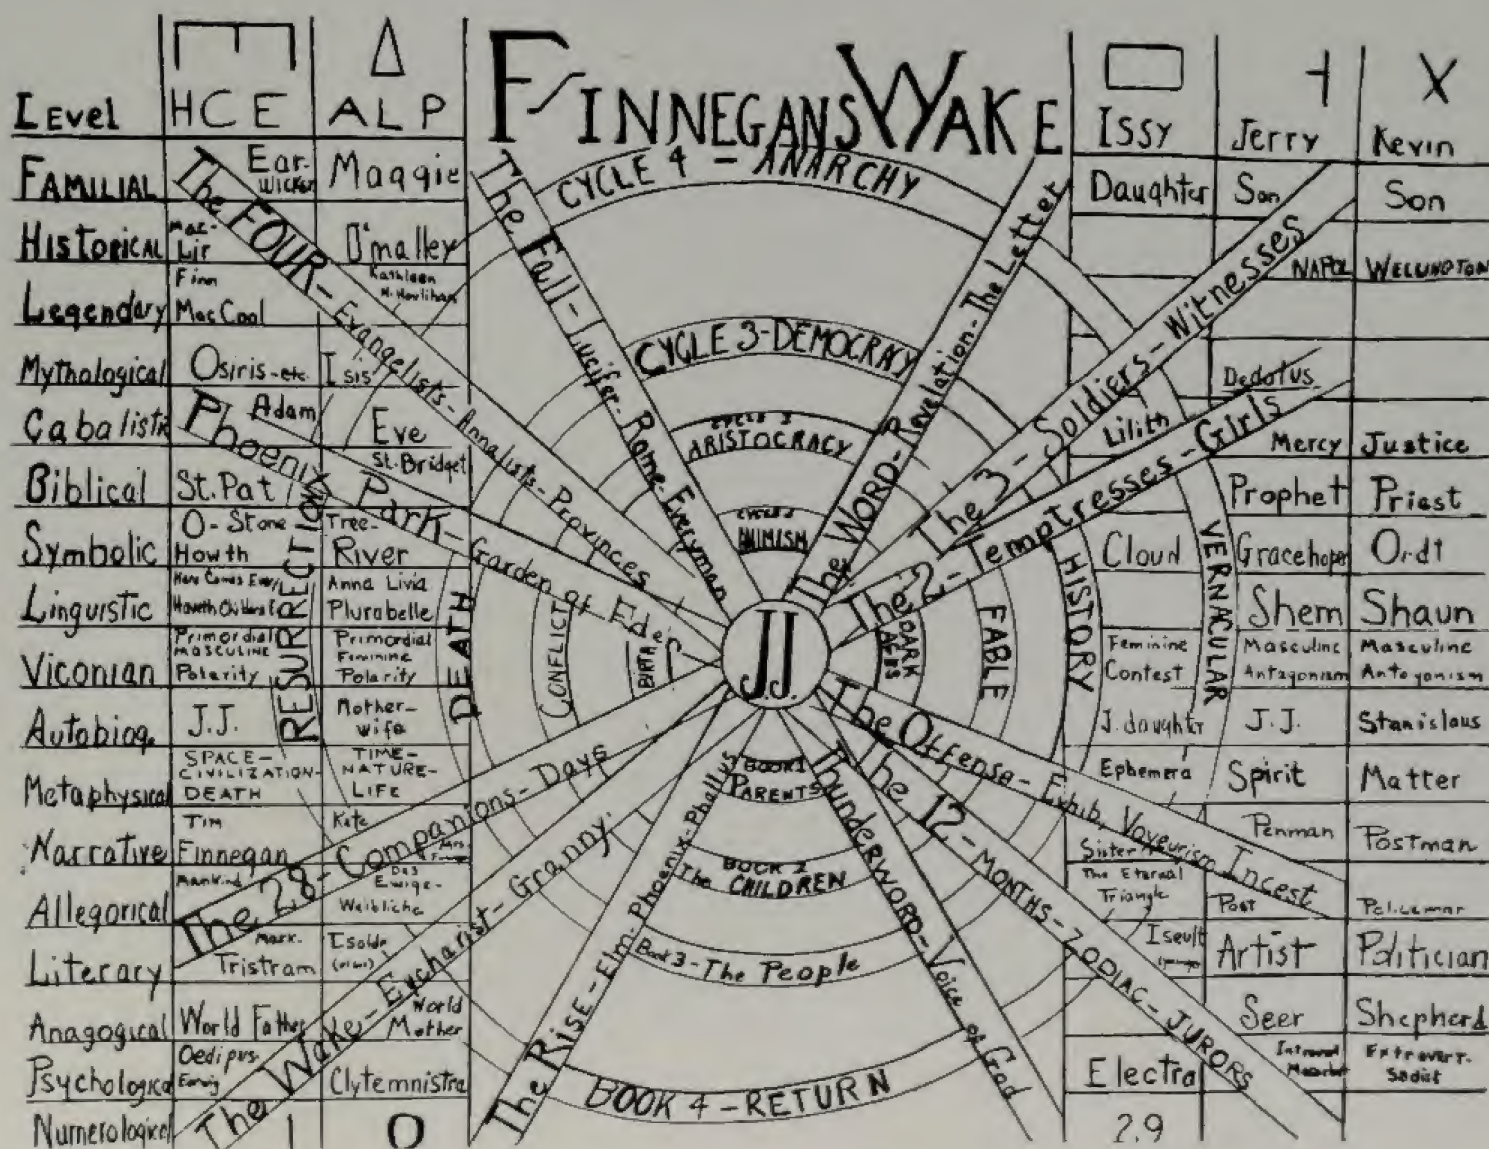 FINNEGANS WAKE
Level
HCE
ALP
ISSY
Jerry
Kevin
FAMILIAL
Ear-
WICKER
Maggie
Daughter
Son
Son
HISTORICAL
Mac-
Lir
O'malley
NAPOL
WELLINGTON
Legendary
Finn
MacCool
Kathleen
N. Houlihan
Mythological
Osiris-etc.
Isis
Dedalus
Cabalistic
Adam
Eve
Lilith
Mercy
Justice
Biblical
St. Pat
St. Bridget
Prophet
Priest
Symbolic
O-Stone
Howth
Tree-
River
Cloud
Gracehoper
Ondt
Linguistic
Here Comes Every
Howth Childers E
Anna Livia
Plurabelle
Shem
Shaun
Viconian
Primordial
MASCULINE
Polarity
Primordial
Feminine
Polarity
Feminine
Contest
Masculine
Antagonism
Masculine
Antagonism
Autobiog.
J.J.
Mother-
wife
J. daughter
J.J.
Stanislaus
Metaphysical
SPACE-
CIVILIZATION-
DEATH
TIME-
NATURE-
LIFE
Ephemera
Spirit
Matter
Narrative
Tim
Finnegan
Kate
Sister
Penman
Postman
Allegorical
Mankind
Das
Ewige-
Weibliche
The Eternal
Triangle
Policeman
Literary
Mark.
Tristram
Isolde
Iseult
Artist
Politician
Anagogical
World Father
World
Mother
Seer
Shepherd
Psychological
Oedipus-
Clytemnistra
Electra
Extrovert-
Sadist
Numerological
1
0
29
The FOUR - Evangelists - Annalists - Provinces
Phoenix Park - Garden of Eden
The 28 - Companions - Days
The Wake - Eucharist - Granny.
The Fall - Lucifer - Rome - Everyman
The WORD - Revelation - The Letter
The 3 - Soldiers - Witnesses
The 2 - Temptresses - Girls
The Offense - Exhib. Voyeurism Incest
The 12 - MONTHS - ZODIAC - JURORS
Thunderword - Voice of God
The RISE - Elm - Phoenix - Phallus
CYCLE 4 - ANARCHY
CYCLE 3 - DEMOCRACY
ARISTOCRACY
ANIMISM
RESURRECTION
DEATH
CONFLICT
BIRTH
J.J.
DARK
AGES
FABLE
HISTORY
VERNACULAR
BOOK 1
PARENTS
BOOK 2
The CHILDREN
Book 3 - The People
BOOK 4 - RETURN